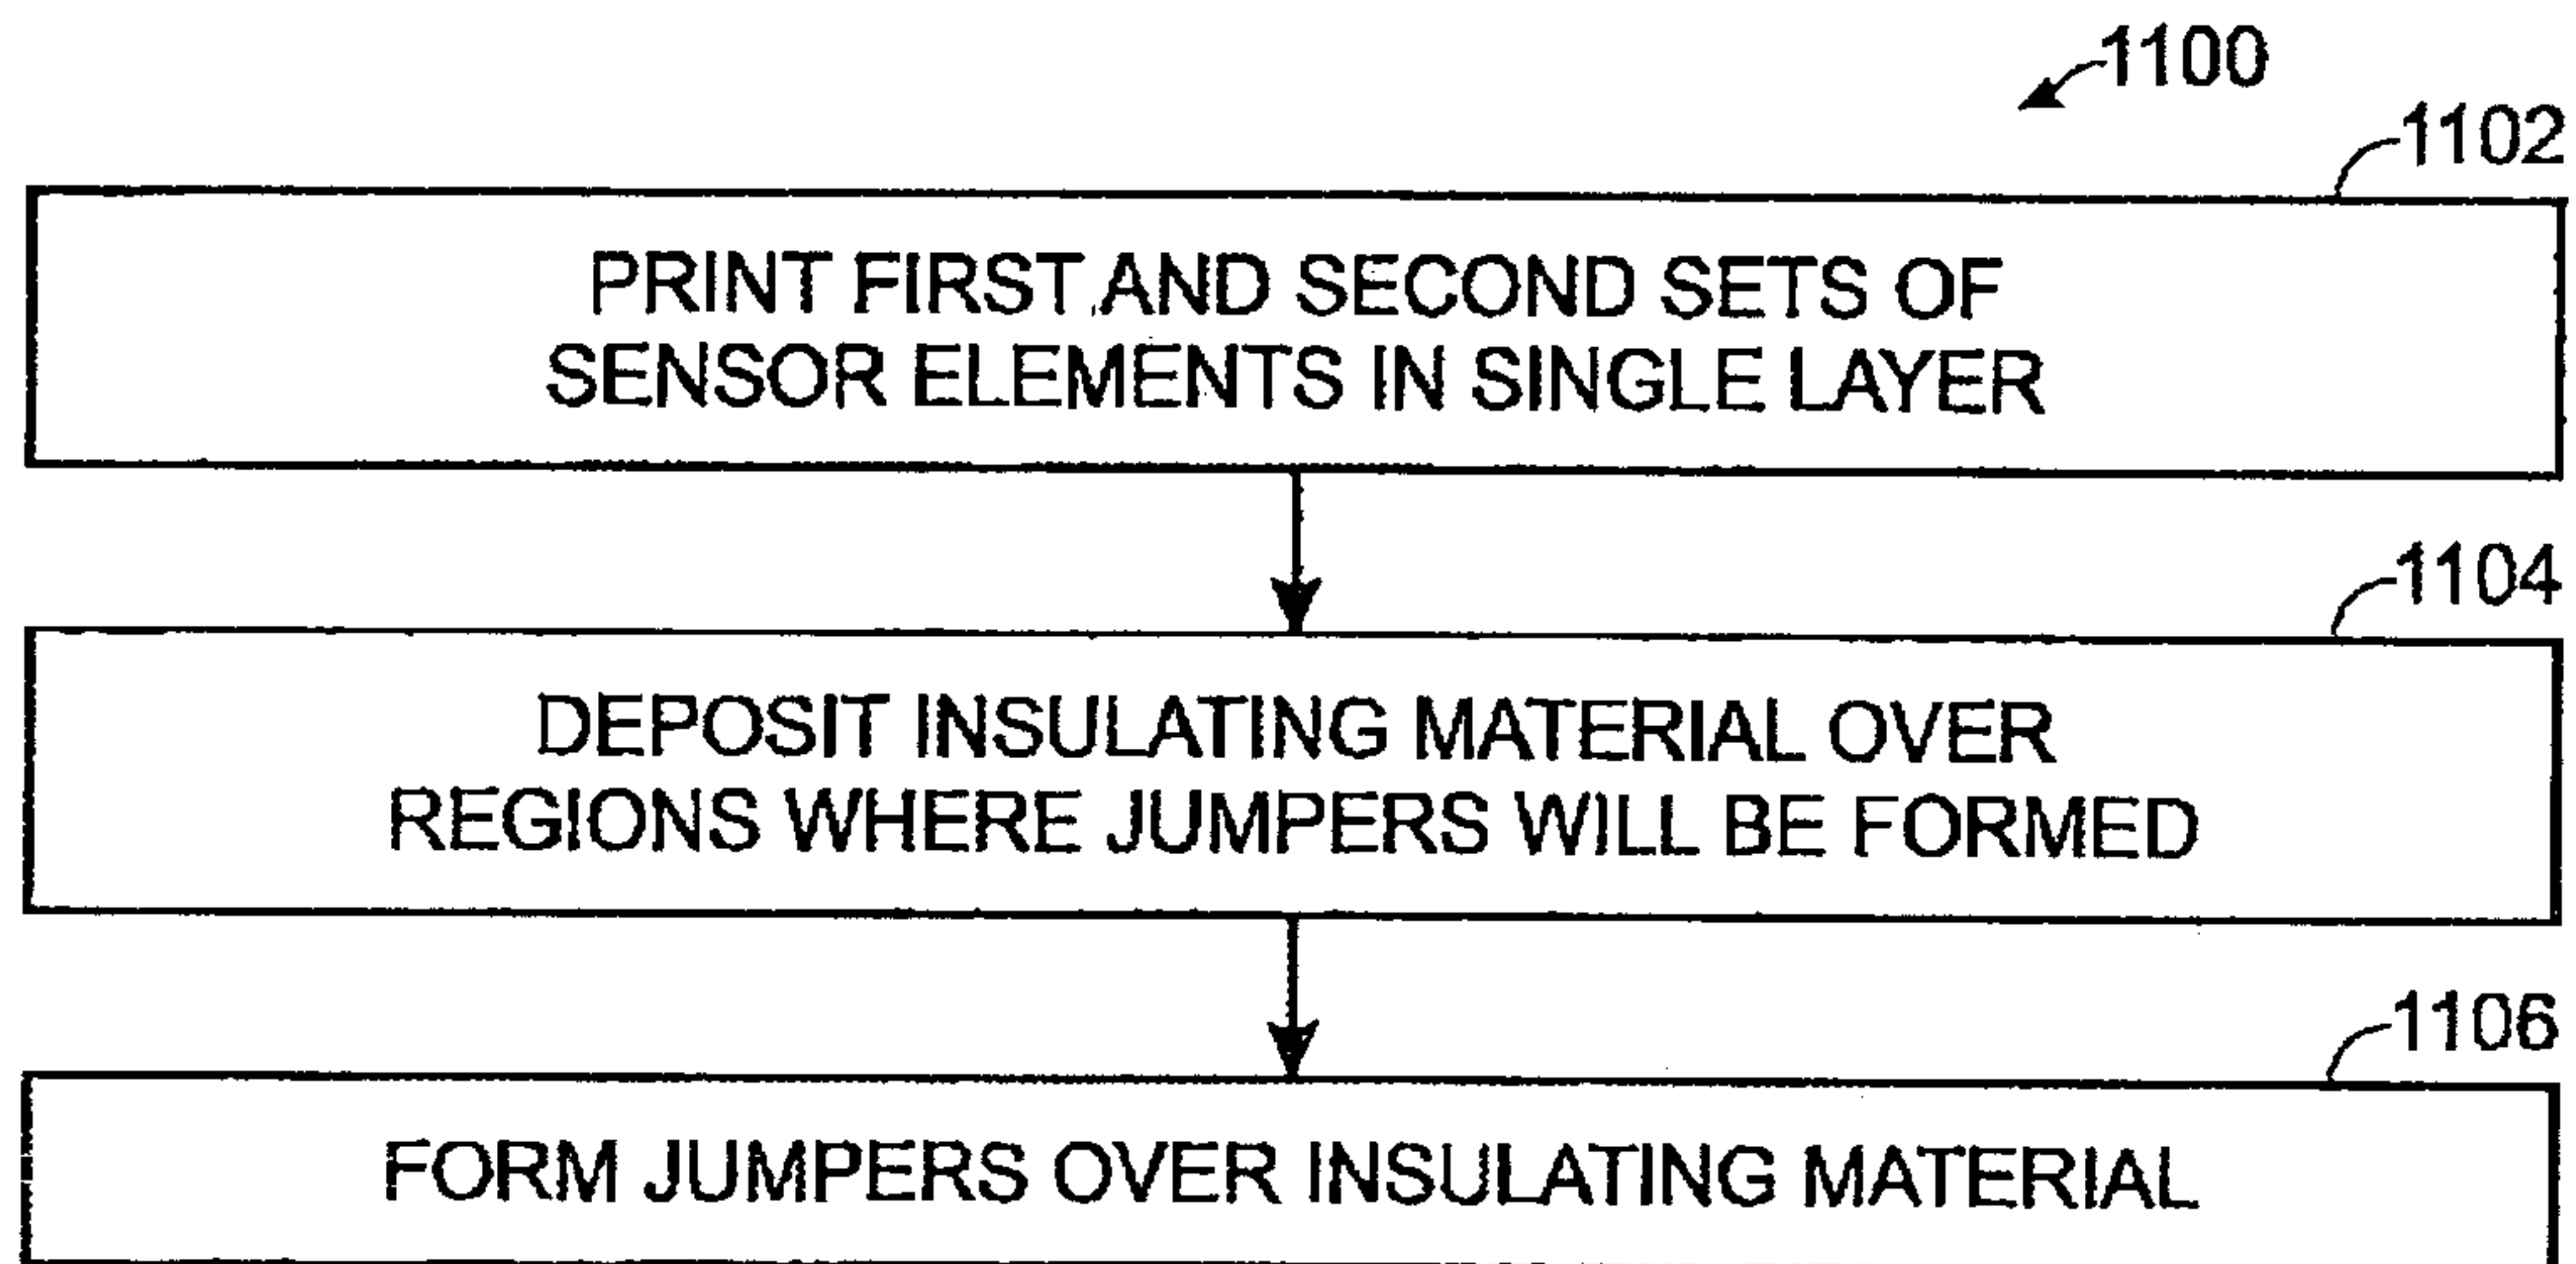 1100
1102
PRINT FIRST AND SECOND SETS OF
SENSOR ELEMENTS IN SINGLE LAYER
1104
DEPOSIT INSULATING MATERIAL OVER
REGIONS WHERE JUMPERS WILL BE FORMED
1106
FORM JUMPERS OVER INSULATING MATERIAL